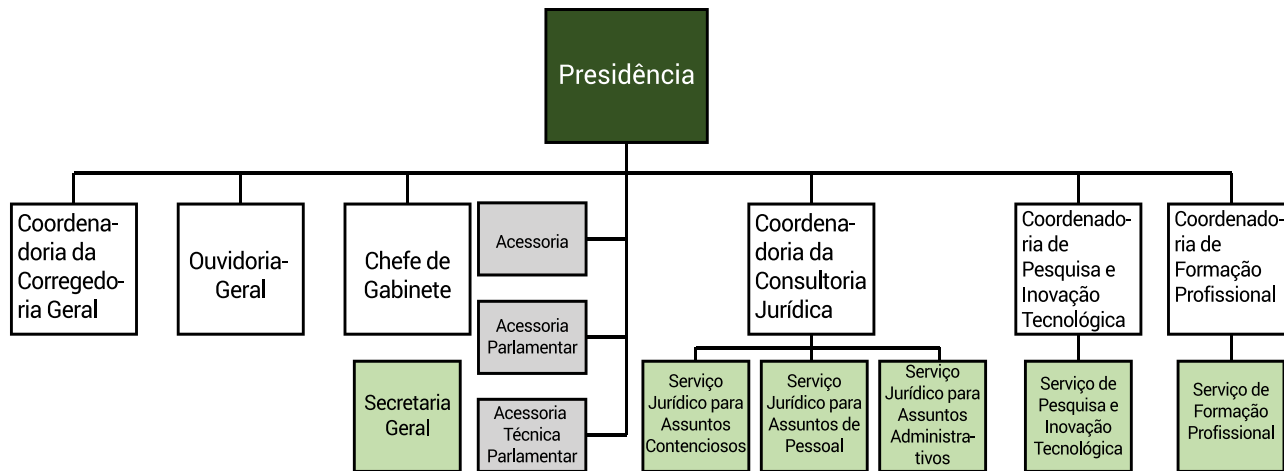 Presidência
Coordena-
doria da
Corregedo-
ria Geral
Ouvidoria-
Geral
Chefe de
Gabinete
Acessoria
Acessoria
Parlamentar
Acessoria
Técnica
Parlamentar
Secretaria
Geral
Coordena-
doria da
Consultoria
Jurídica
Serviço
Jurídico para
Assuntos
Contenciosos
Serviço
Jurídico para
Assuntos de
Pessoal
Serviço
Jurídico para
Assuntos
Administra-
tivos
Coordenado-
ria de
Pesquisa e
Inovação
Tecnológica
Serviço de
Pesquisa e
Inovação
Tecnológica
Coordenado-
ria de
Formação
Profissional
Serviço de
Formação
Profissional